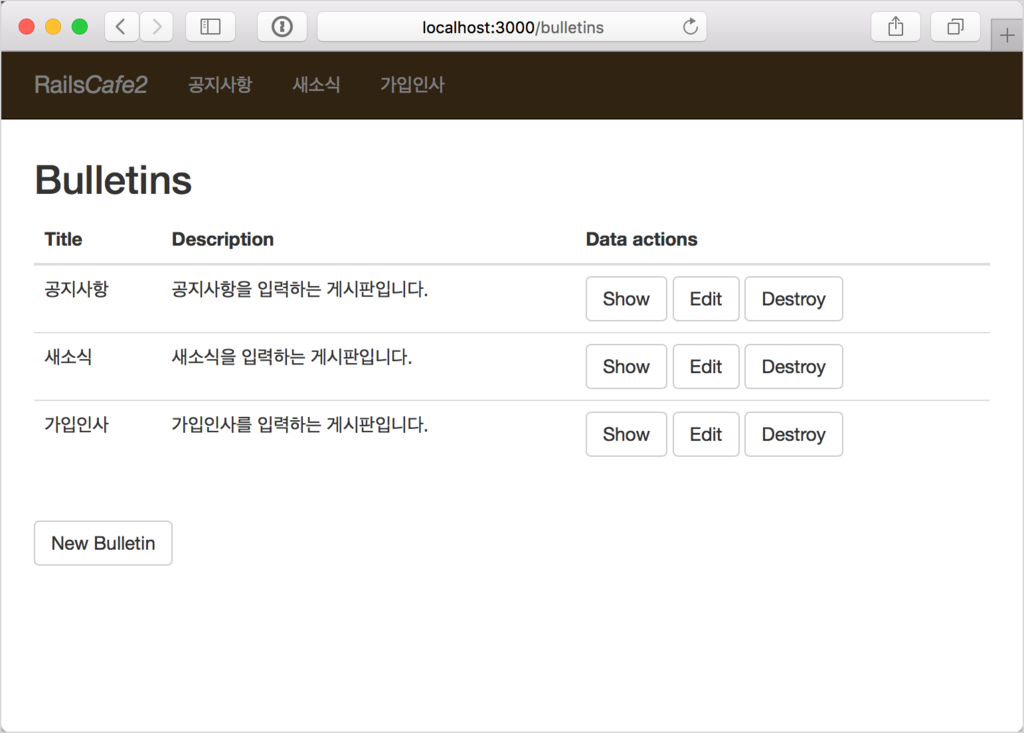 localhost:3000/bulletins
RailsCafe2 공지사항 새소식 가입인사
Bulletins
Title Description Data actions
공지사항 공지사항을 입력하는 게시판입니다. Show Edit Destroy
새소식 새소식을 입력하는 게시판입니다. Show Edit Destroy
가입인사 가입인사를 입력하는 게시판입니다. Show Edit Destroy
New Bulletin